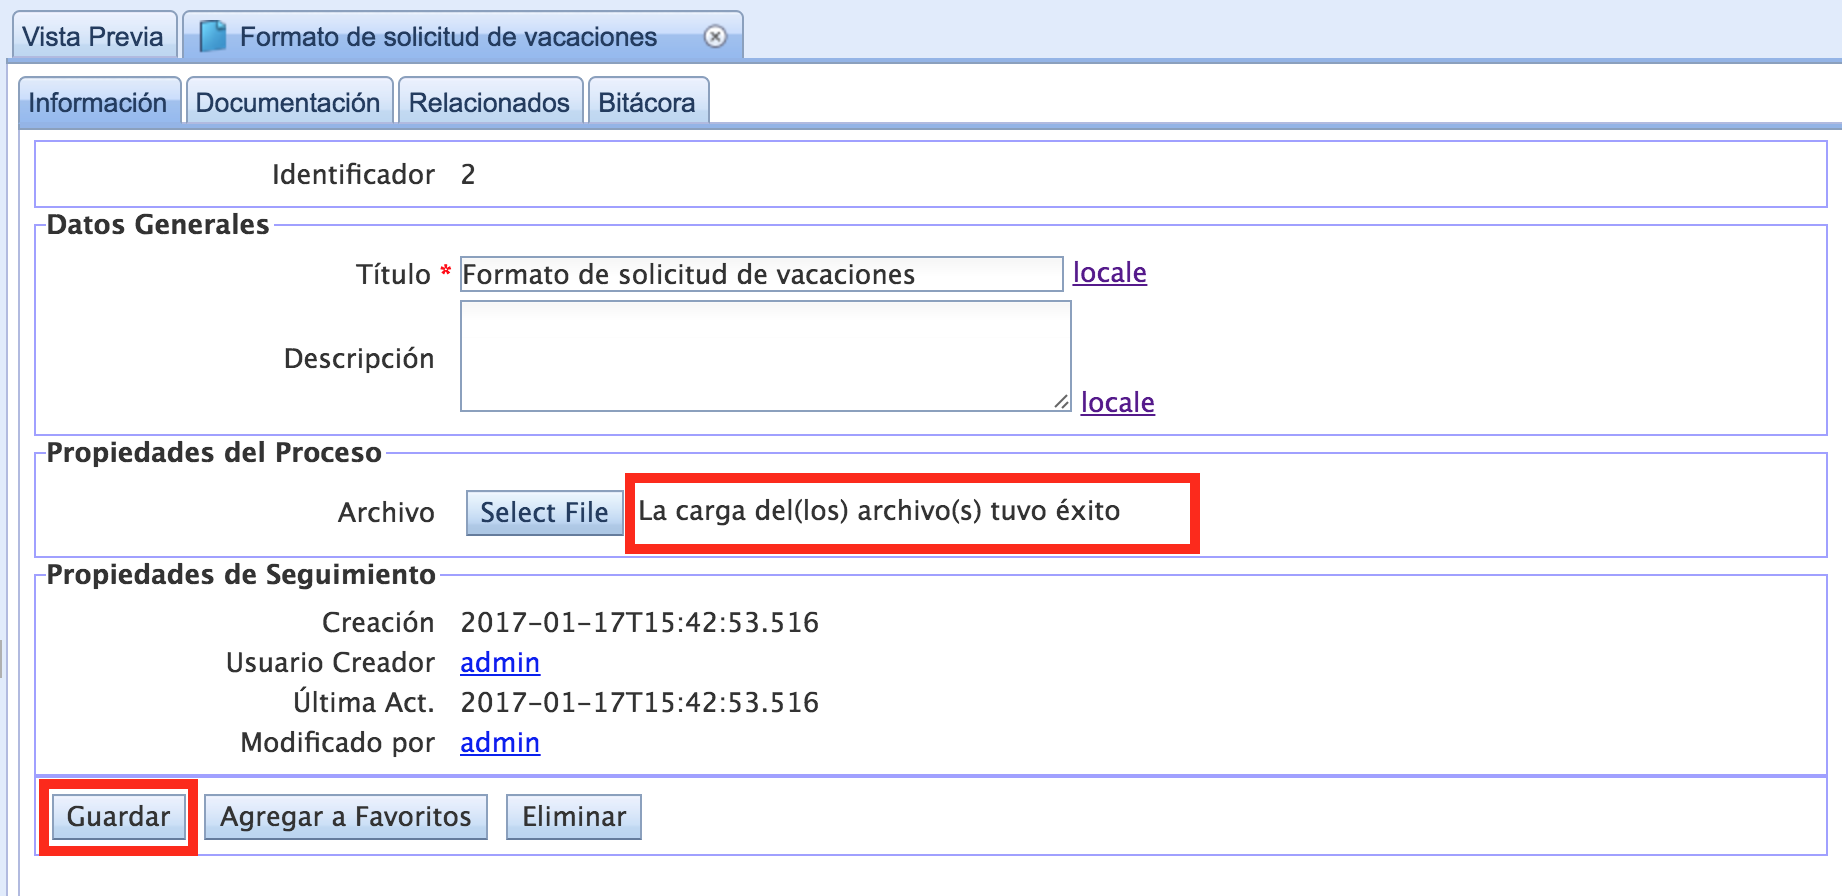 Vista Previa Formato de solicitud de vacaciones
Información Documentación Relacionados Bitácora
Identificador 2
Datos Generales
Título * Formato de solicitud de vacaciones locale
Descripción
locale
Propiedades del Proceso
Archivo Select File La carga del(los) archivo(s) tuvo éxito
Propiedades de Seguimiento
Creación 2017-01-17T15:42:53.516
Usuario Creador admin
Última Act. 2017-01-17T15:42:53.516
Modificado por admin
Guardar Agregar a Favoritos Eliminar